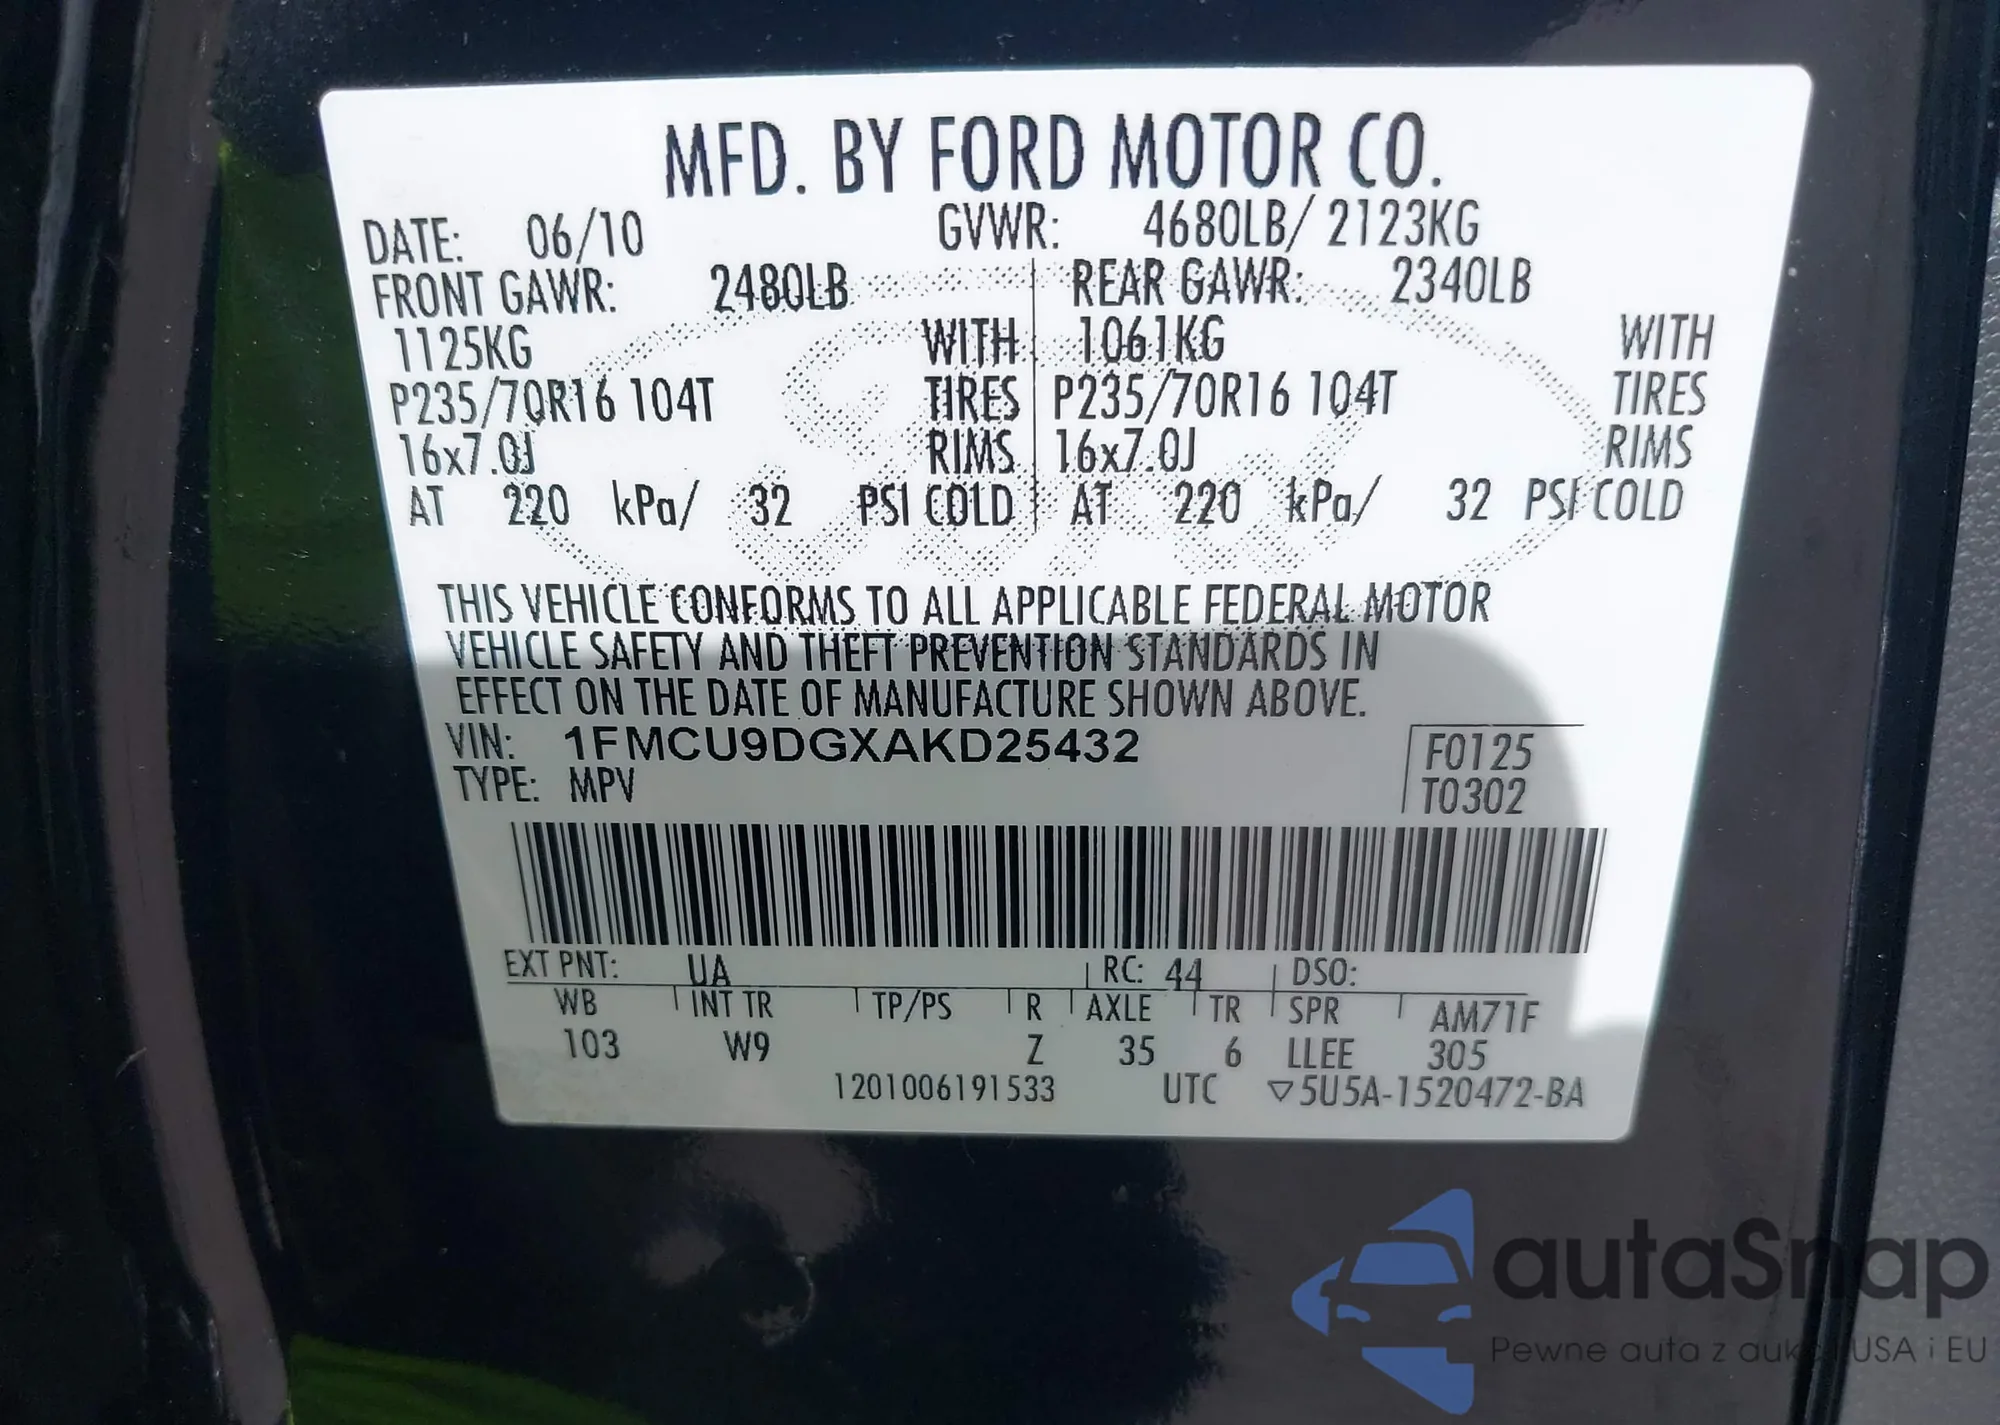 MFD. BY FORD MOTOR CO.
DATE: 06/10 GVWR: 4680LB/ 2123KG
FRONT GAWR: 2480LB REAR GAWR: 2340LB
1125KG WITH 1061KG WITH
P235/70R16 104T TIRES P235/70R16 104T TIRES
16x7.0J RIMS 16x7.0J RIMS
AT 220 kPa/ 32 PSI COLD AT 220 kPa/ 32 PSI COLD
THIS VEHICLE CONFORMS TO ALL APPLICABLE FEDERAL MOTOR
VEHICLE SAFETY AND THEFT PREVENTION STANDARDS IN
EFFECT ON THE DATE OF MANUFACTURE SHOWN ABOVE.
VIN: 1FMCU9DGXAKD25432 F0125
TYPE: MPV T0302
EXT PNT: UA RC: 44 DSO:
WB INT TR TP/PS R AXLE TR SPR AM71F
103 W9 Z 35 6 LLEE 305
1201006191533 UTC ▽5U5A-1520472-BA
autaSnap
Pewne auta z USA i EU